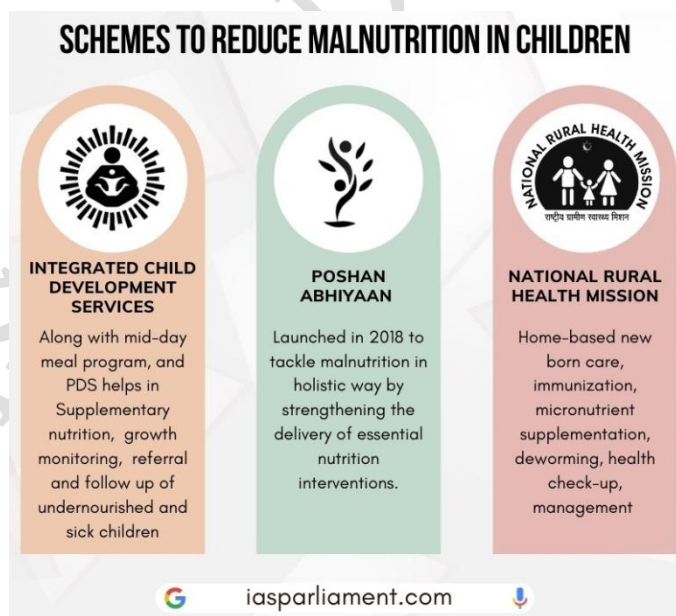 SCHEMES TO REDUCE MALNUTRITION IN CHILDREN
INTEGRATED CHILD
DEVELOPMENT
SERVICES
Along with mid-day
meal program, and
PDS helps in
Supplementary
nutrition, growth
monitoring, referral
and follow up of
undernourished and
sick children
POSHAN
ABHIYAAN
Launched in 2018 to
tackle malnutrition in
holistic way by
strengthening the
delivery of essential
nutrition
interventions.
NATIONAL RURAL HEALTH MISSION
राष्ट्रीय ग्रामीण स्वास्थ्य मिशन
NATIONAL RURAL
HEALTH MISSION
Home-based new
born care,
immunization,
micronutrient
supplementation,
deworming, health
check-up,
management
iasparliament.com